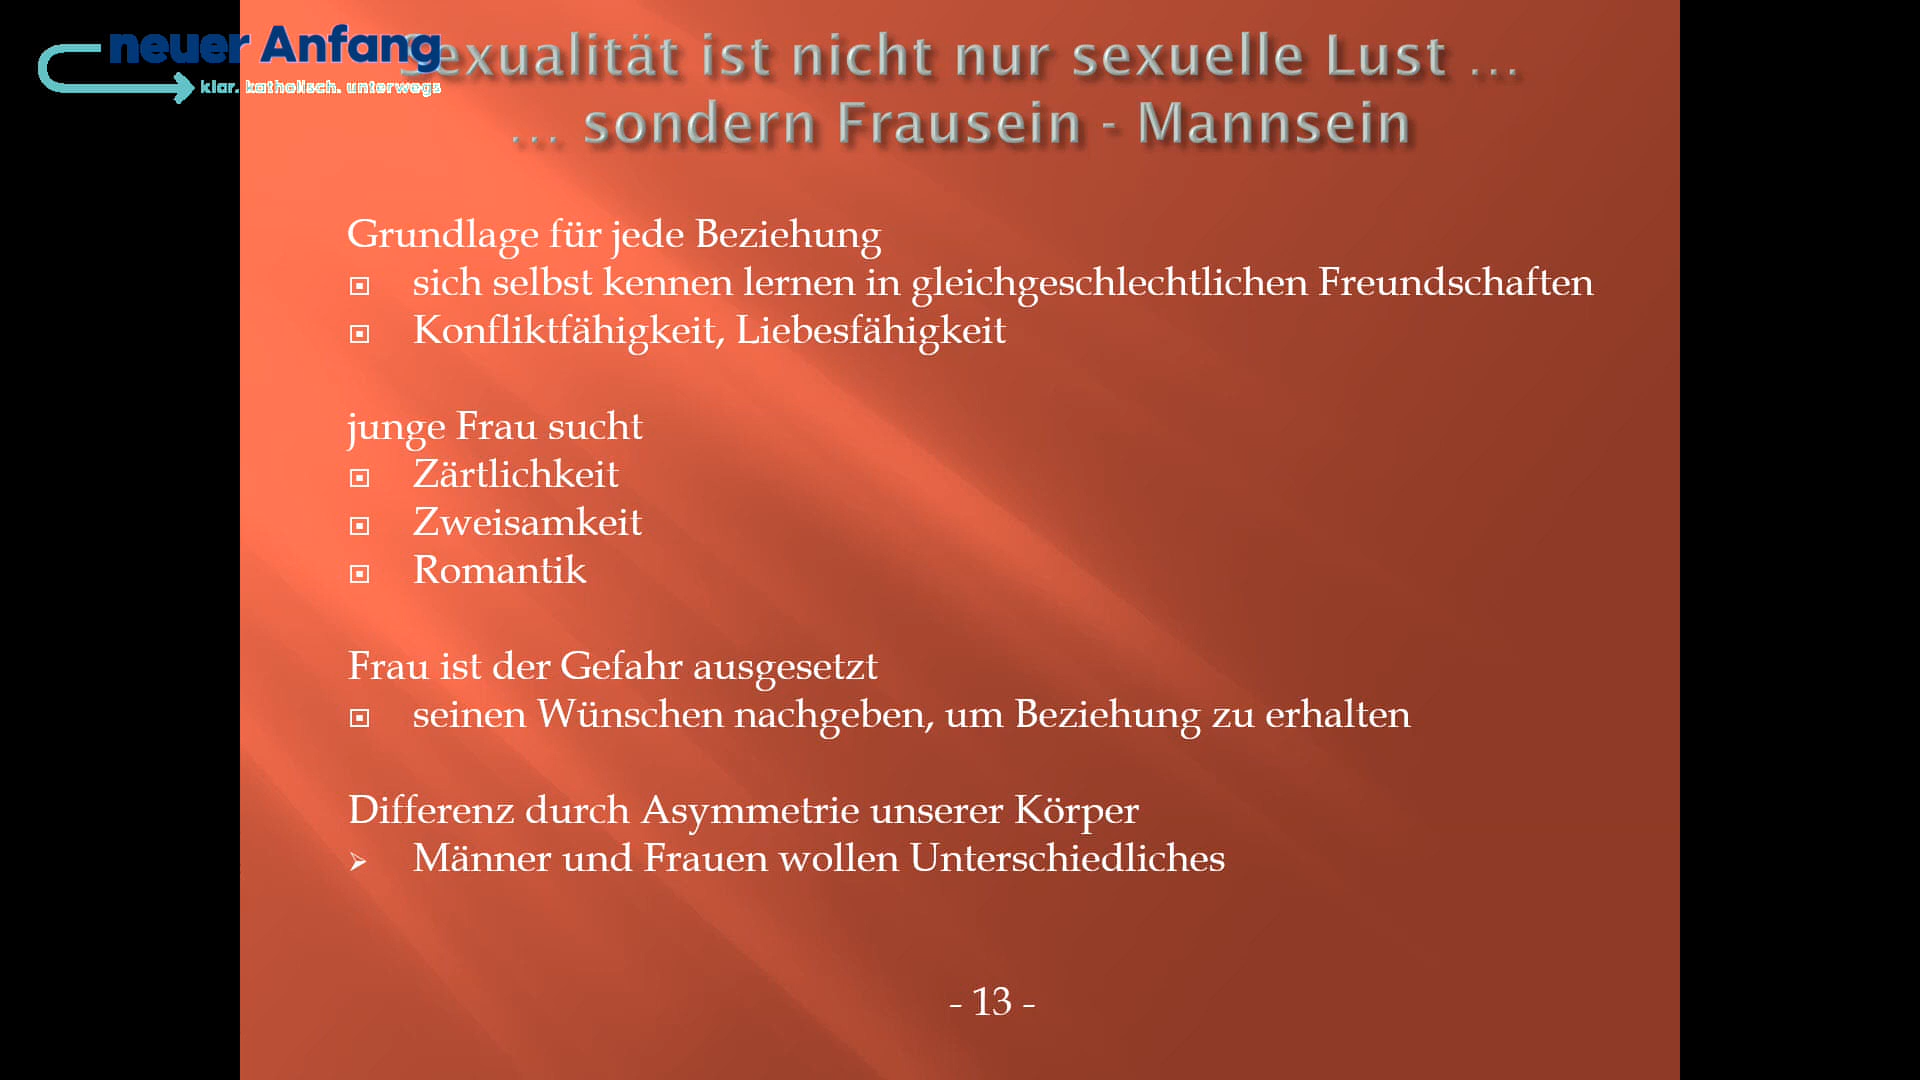 neuer Anfang
klar. katholisch. unterwegs
Sexualität ist nicht nur sexuelle Lust ...
... sondern Frausein - Mannsein
Grundlage für jede Beziehung
sich selbst kennen lernen in gleichgeschlechtlichen Freundschaften
Konfliktfähigkeit, Liebesfähigkeit
junge Frau sucht
Zärtlichkeit
Zweisamkeit
Romantik
Frau ist der Gefahr ausgesetzt
seinen Wünschen nachgeben, um Beziehung zu erhalten
Differenz durch Asymmetrie unserer Körper
Männer und Frauen wollen Unterschiedliches
- 13 -